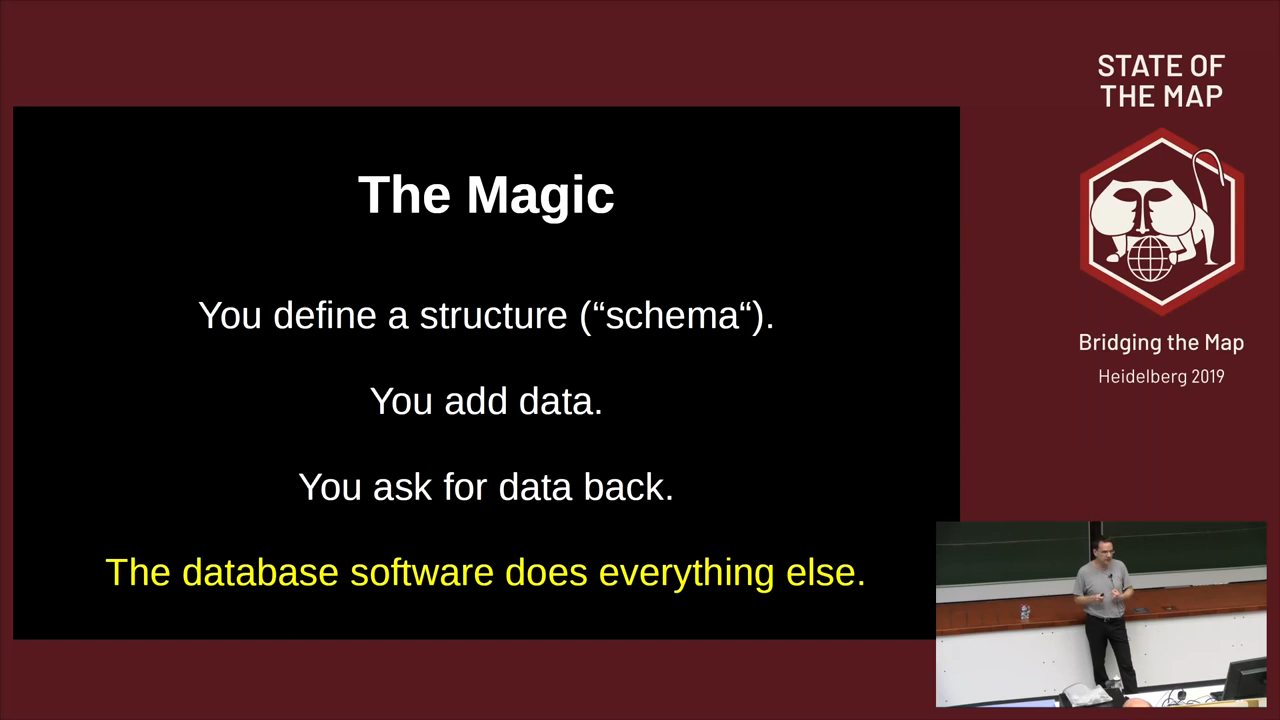 STATE OF
THE MAP
The Magic
You define a structure (“schema“).
You add data.
You ask for data back.
The database software does everything else.
Bridging the Map
Heidelberg 2019